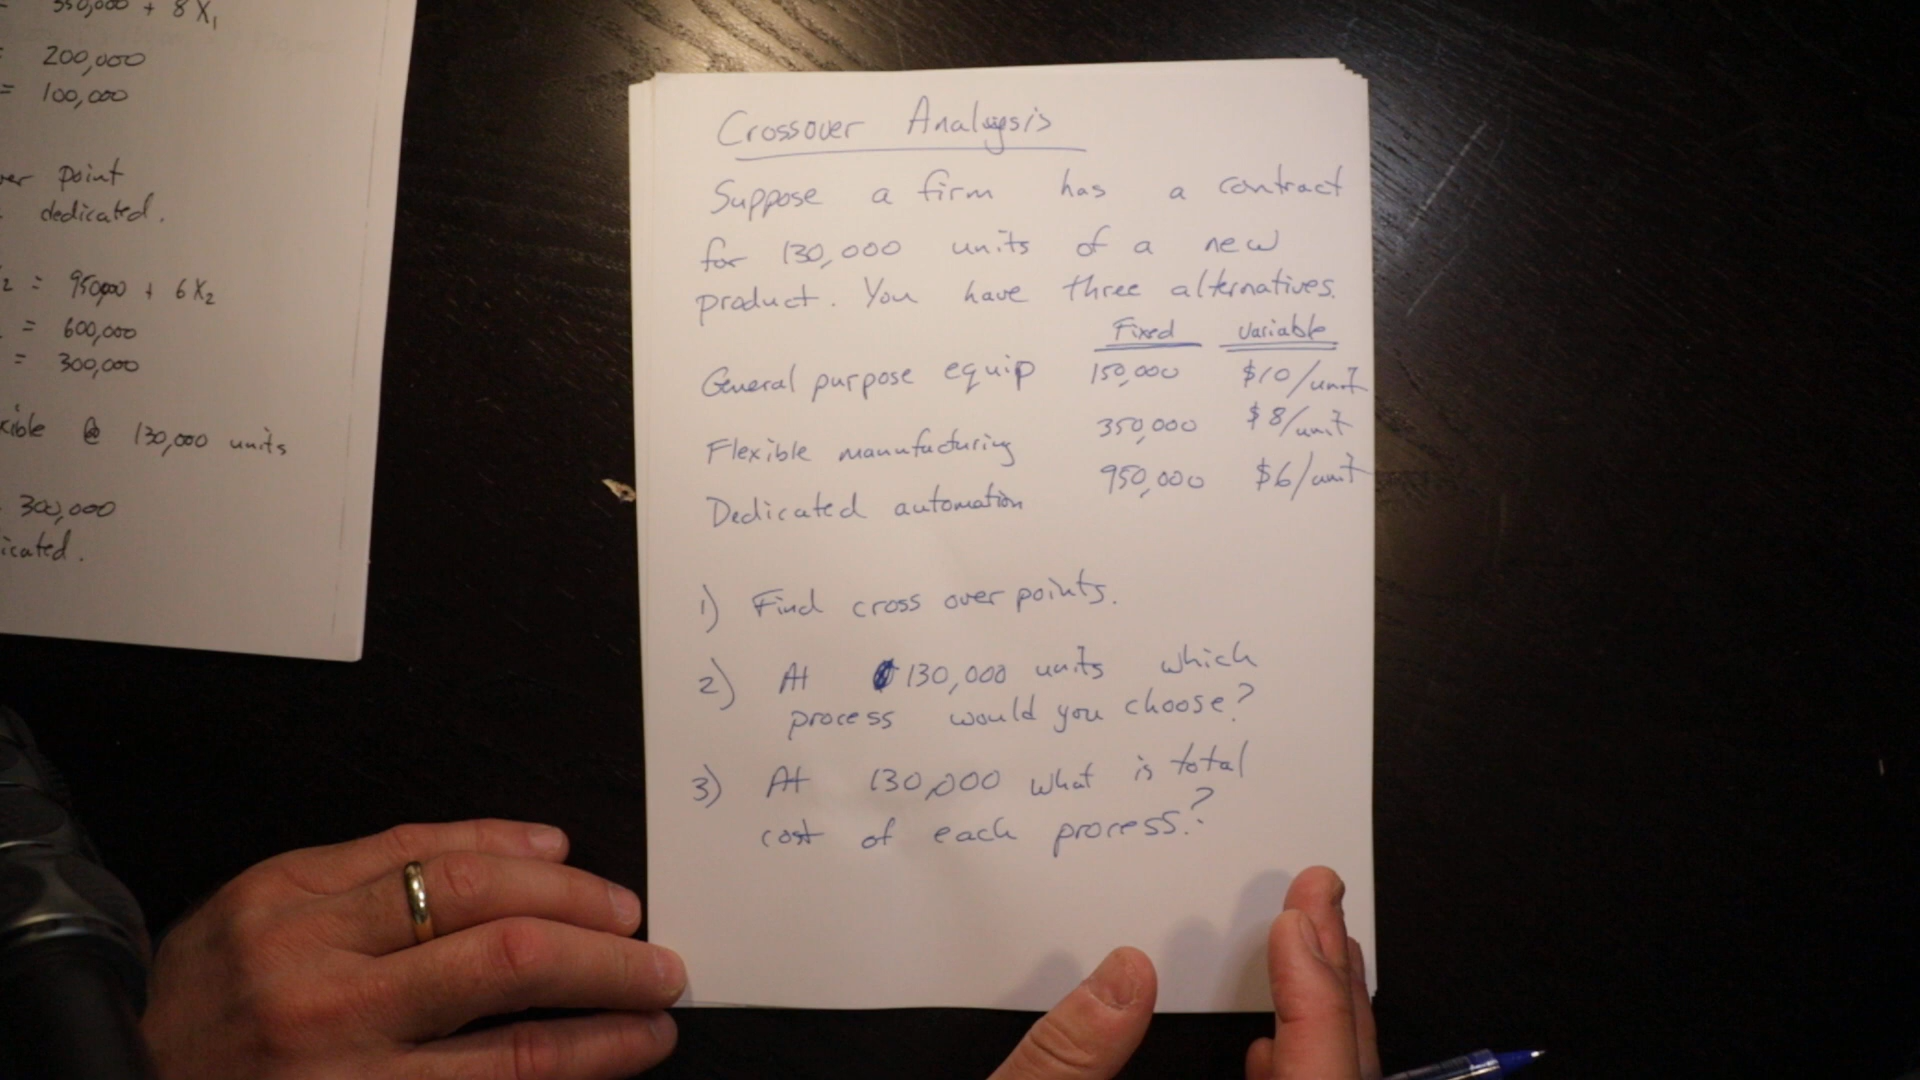 350,000 + 8X₁
200,000
= 100,000
point
dedicated.
= 950,000 + 6X₂
= 600,000
= 300,000
@ 130,000 units
300,000
Crossover Analysis
Suppose a firm has a contract
for 130,000 units of a new
product. You have three alternatives.
Fixed Variable
General purpose equip 150,000 $10/unit
Flexible manufacturing 350,000 $8/unit
Dedicated automation 950,000 $6/unit
1) Find cross over points.
2) At 130,000 units which
process would you choose?
3) At 130,000 what is total
cost of each process?